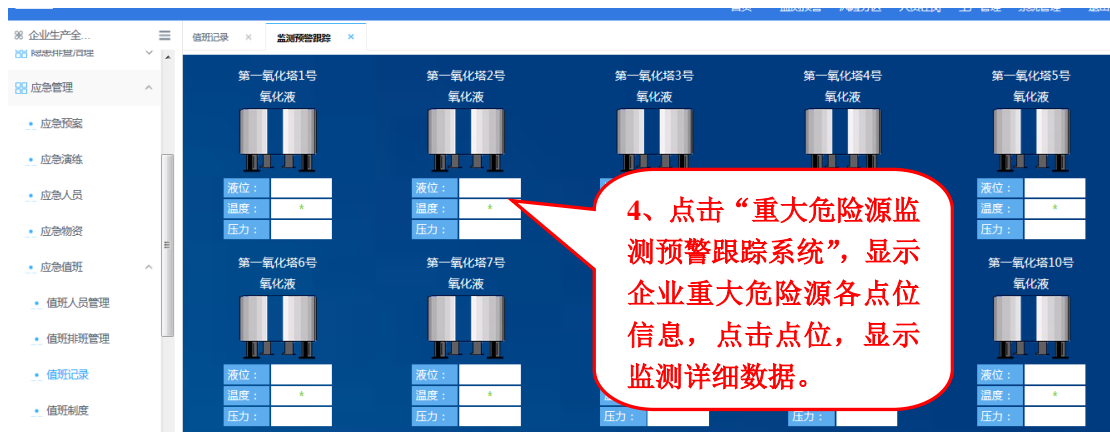 企业生产全...
隐患排查治理
应急管理
应急预案
应急演练
应急人员
应急物资
应急值班
值班人员管理
值班排班管理
值班记录
值班制度
值班记录 ×
监测预警跟踪 ×
第一氧化塔1号
氧化液
液位：
温度： *
压力：
第一氧化塔2号
氧化液
液位：
温度： *
压力：
第一氧化塔3号
氧化液
第一氧化塔4号
氧化液
第一氧化塔5号
氧化液
液位：
温度： *
压力：
第一氧化塔6号
氧化液
液位：
温度： *
压力：
第一氧化塔7号
氧化液
液位：
温度： *
压力：
压力：
压力：
第一氧化塔10号
氧化液
液位：
温度： *
压力：
4、点击“重大危险源监
测预警跟踪系统”，显示
企业重大危险源各点位
信息，点击点位，显示
监测详细数据。